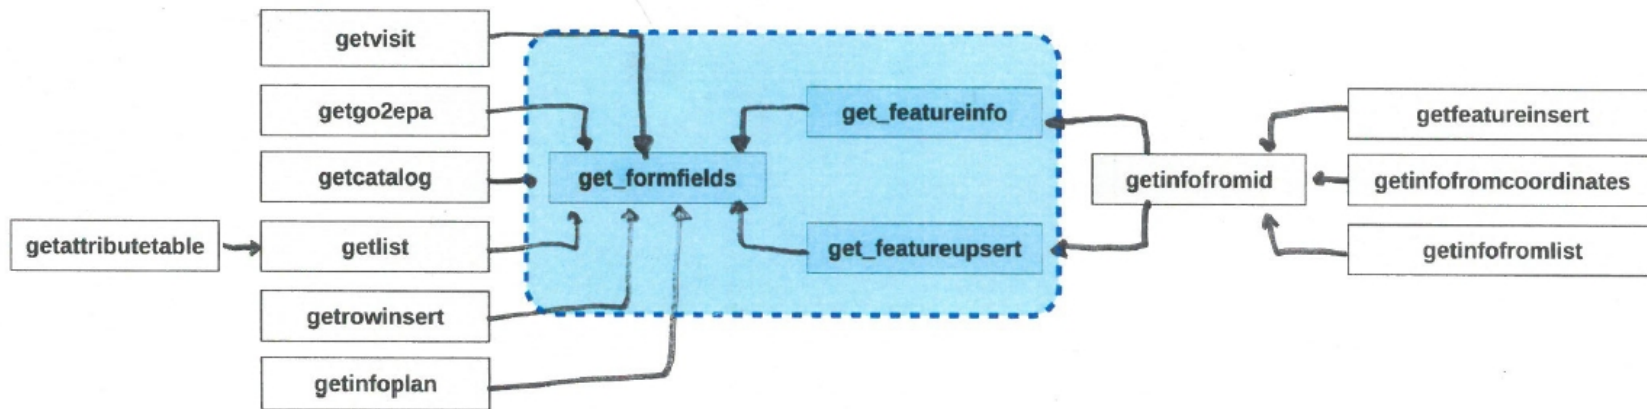 getvisit
getgo2epa
getcatalog
getattributetable
getlist
getrowinsert
getinfoplan
get_formfields
get_featureinfo
get_featureupsert
getinfofromid
getfeatureinsert
getinfofromcoordinates
getinfofromlist